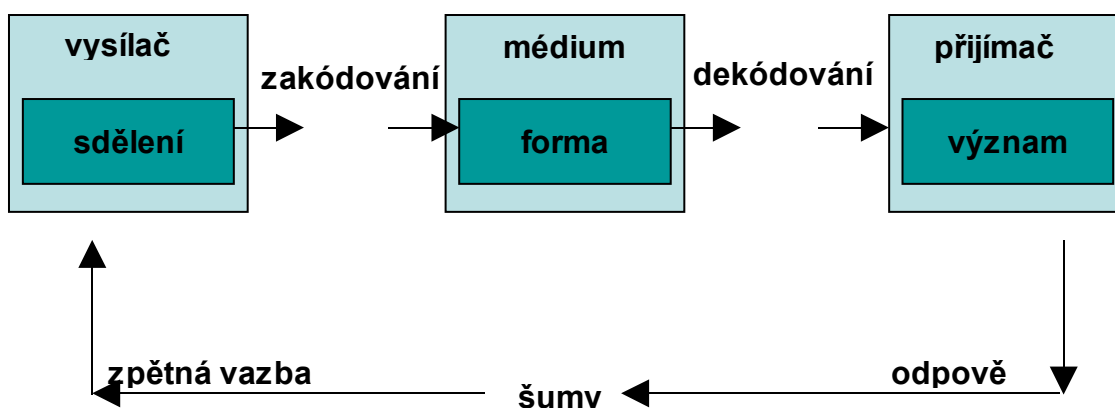 vysílač
médium
přijímač
zakódování
dekódování
sdělení
forma
význam
zpětná vazba
šumy
odpově